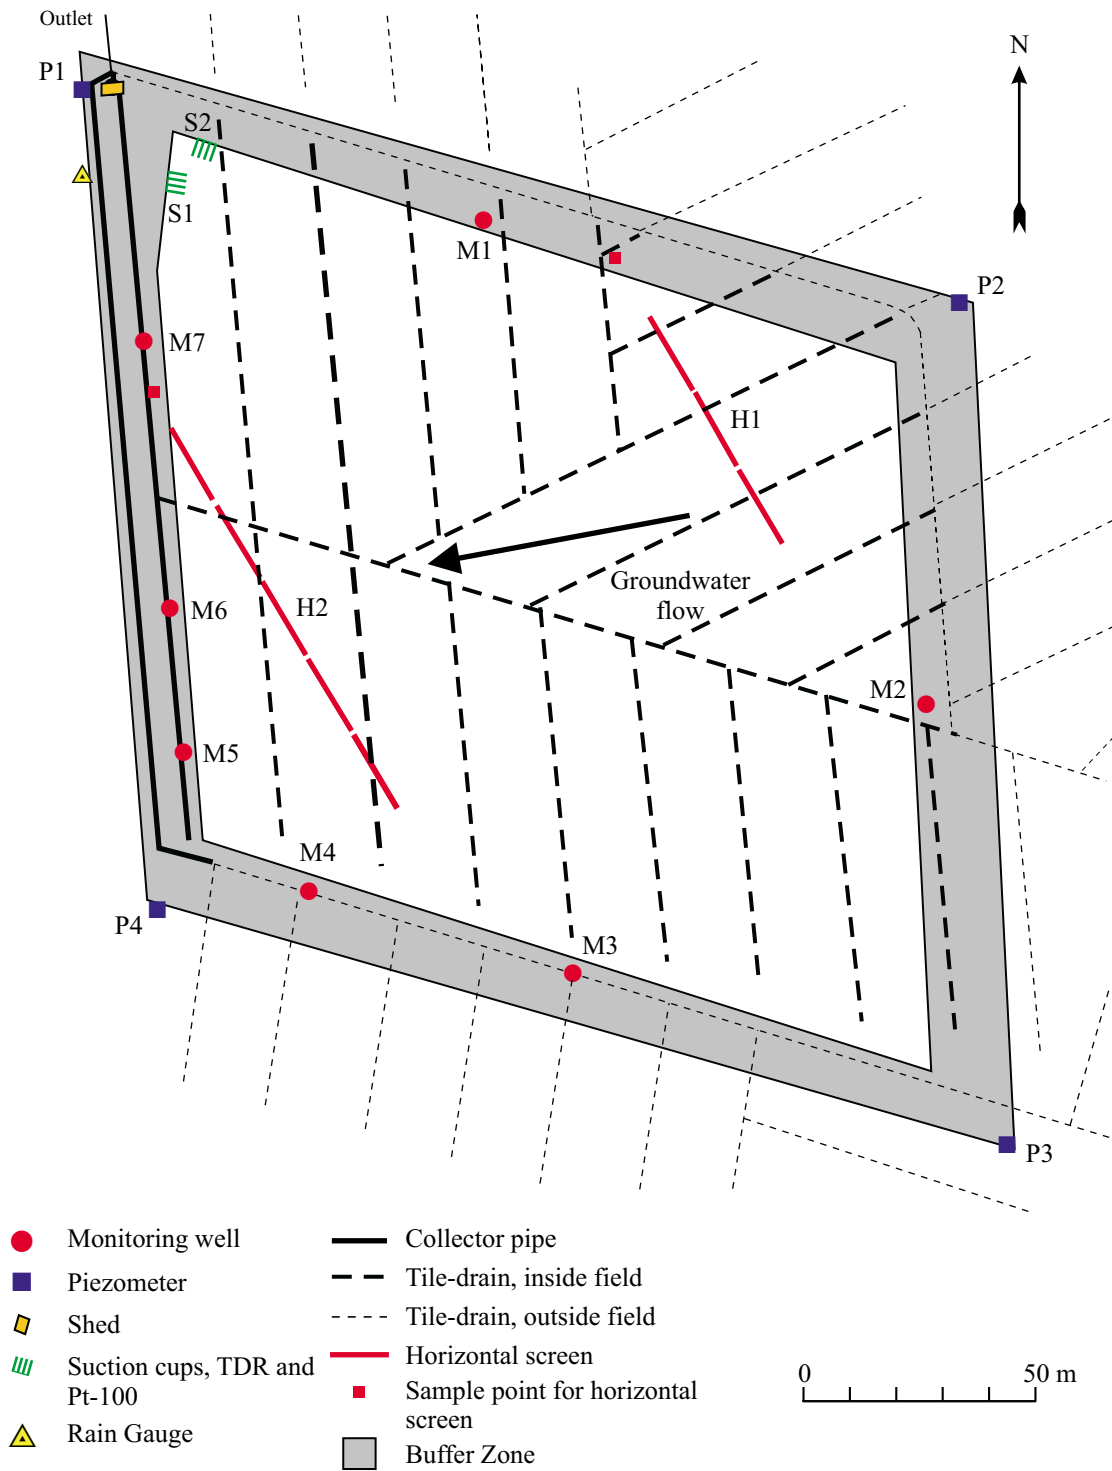 Outlet
N
P1
S2
S1
M1
P2
M7
H1
Groundwater
flow
H2
M6
M2
M5
M4
M3
P4
P3
Monitoring well
Piezometer
Shed
Suction cups, TDR and
Pt-100
Rain Gauge
Collector pipe
Tile-drain, inside field
Tile-drain, outside field
Horizontal screen
Sample point for horizontal
screen
Buffer Zone
0 50 m